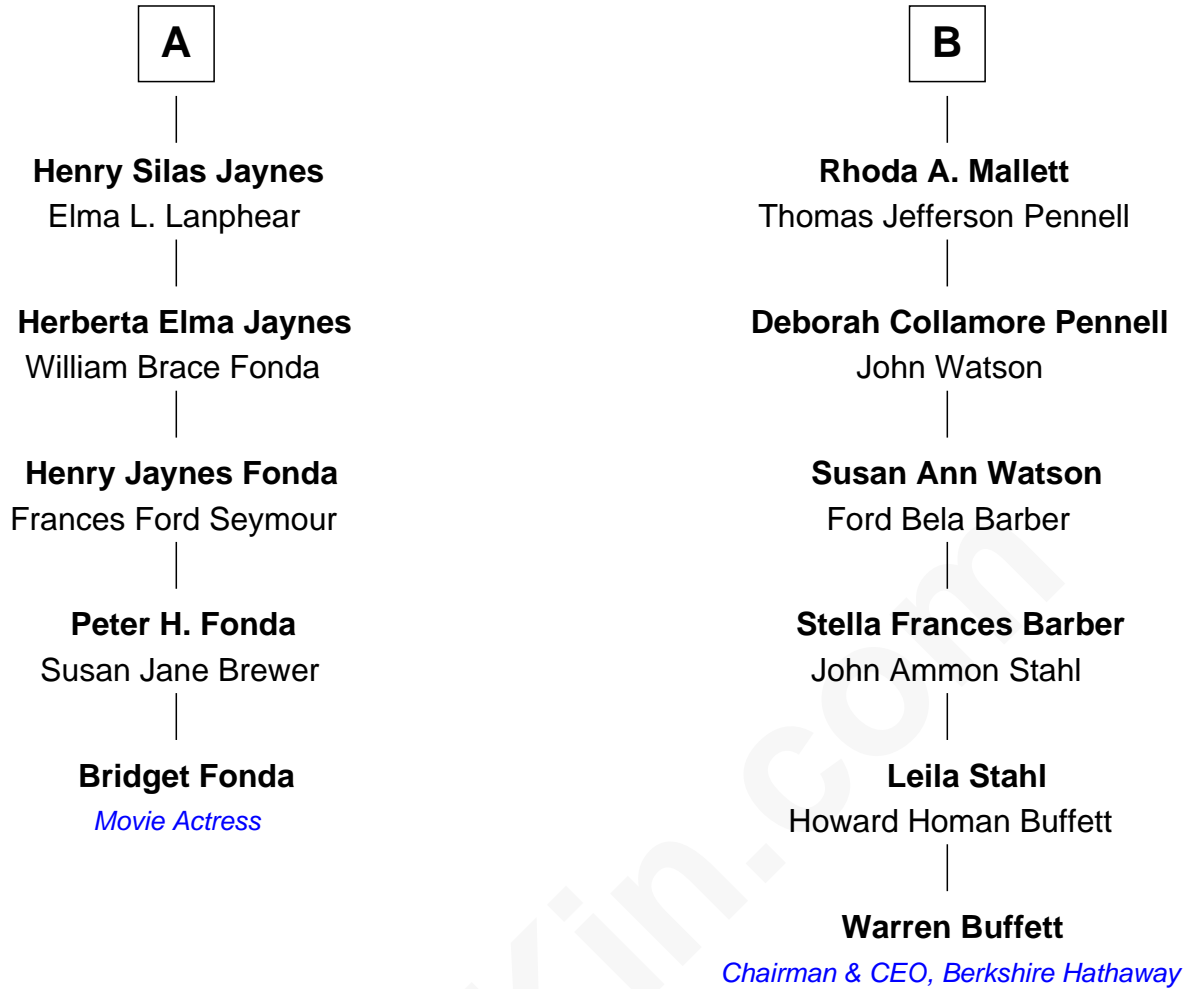 A
Henry Silas Jaynes
Elma L. Lanphear
Herberta Elma Jaynes
William Brace Fonda
Henry Jaynes Fonda
Frances Ford Seymour
Peter H. Fonda
Susan Jane Brewer
Bridget Fonda
Movie Actress
B
Rhoda A. Mallett
Thomas Jefferson Pennell
Deborah Collamore Pennell
John Watson
Susan Ann Watson
Ford Bela Barber
Stella Frances Barber
John Ammon Stahl
Leila Stahl
Howard Homan Buffett
Warren Buffett
Chairman & CEO, Berkshire Hathaway
Kin.com